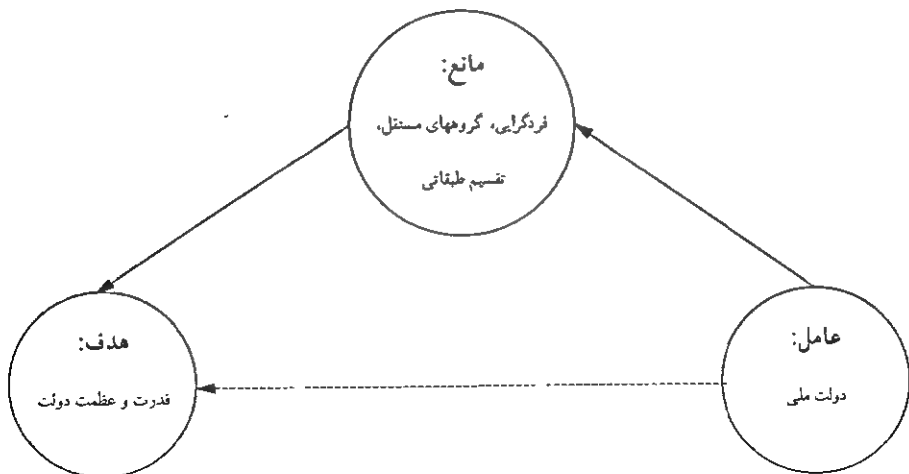 مانع:
فردگرایی، گروههای مستقل،
تقسیم طبقاتی
عامل:
دولت ملی
هدف:
قدرت و عظمت دولت